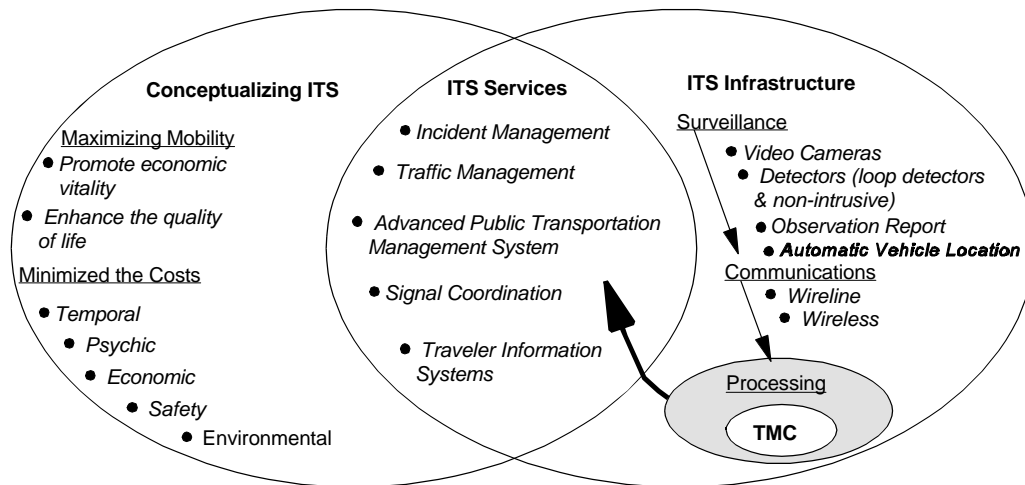 Conceptualizing ITS
Maximizing Mobility
● Promote economic
vitality
● Enhance the quality
of life
Minimized the Costs
● Temporal
● Psychic
● Economic
● Safety
● Environmental
ITS Services
● Incident Management
● Traffic Management
● Advanced Public Transportation
Management System
● Signal Coordination
● Traveler Information
Systems
ITS Infrastructure
Surveillance
● Video Cameras
● Detectors (loop detectors
& non-intrusive)
● Observation Report
● Automatic Vehicle Location
Communications
● Wireline
● Wireless
Processing
TMC